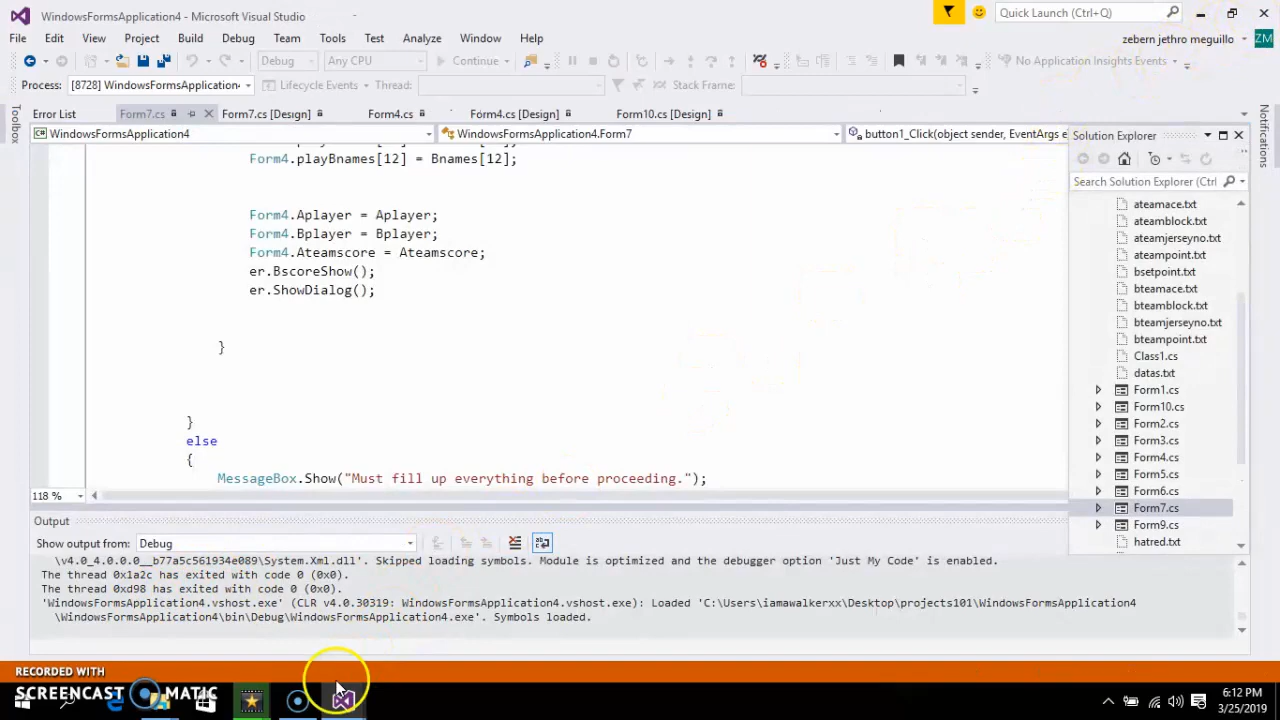 WindowsFormsApplication4 - Microsoft Visual Studio
Quick Launch (Ctrl+Q)
File Edit View Project Build Debug Team Tools Test Analyze Window Help
zebern jethro meguillo
ZM
Debug Any CPU Continue No Application Insights Events
Process: [8728] WindowsFormsApplication4 Lifecycle Events Thread: Stack Frame:
Error List Form7.cs Form7.cs [Design] Form4.cs Form4.cs [Design] Form10.cs [Design]
Toolbox
Notifications
WindowsFormsApplication4 WindowsFormsApplication4.Form7 button1_Click(object sender, EventArgs e
Solution Explorer
Search Solution Explorer (Ctrl
Form4.playBnames[12] = Bnames[12];
Form4.Aplayer = Aplayer;
Form4.Bplayer = Bplayer;
Form4.Ateamscore = Ateamscore;
er.BscoreShow();
er.ShowDialog();
}
}
else
{
MessageBox.Show("Must fill up everything before proceeding.");
118 %
ateamace.txt
ateamblock.txt
ateamjerseyno.txt
ateampoint.txt
bsetpoint.txt
bteamace.txt
bteamblock.txt
bteamjerseyno.txt
bteampoint.txt
Class1.cs
datas.txt
Form1.cs
Form10.cs
Form2.cs
Form3.cs
Form4.cs
Form5.cs
Form6.cs
Form7.cs
Form9.cs
hatred.txt
Output
Show output from: Debug
\v4.0_4.0.0.0__b77a5c561934e089\System.Xml.dll'. Skipped loading symbols. Module is optimized and the debugger option 'Just My Code' is enabled.
The thread 0x1a2c has exited with code 0 (0x0).
The thread 0xd98 has exited with code 0 (0x0).
'WindowsFormsApplication4.vshost.exe' (CLR v4.0.30319: WindowsFormsApplication4.vshost.exe): Loaded 'C:\Users\iamawalkerxx\Desktop\projects101\WindowsFormsApplication4
\WindowsFormsApplication4\bin\Debug\WindowsFormsApplication4.exe'. Symbols loaded.
RECORDED WITH
SCREENCAST MATIC
6:12 PM
3/25/2019